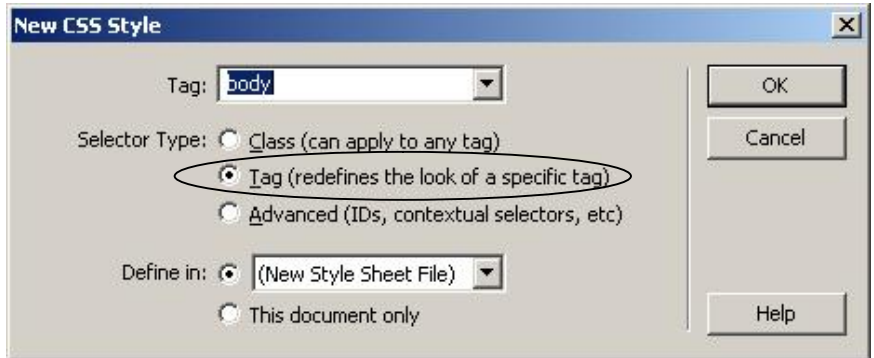 New CSS Style
Tag: body
OK
Selector Type: Class (can apply to any tag)
Cancel
Tag (redefines the look of a specific tag)
Advanced (IDs, contextual selectors, etc)
Define in: (New Style Sheet File)
This document only
Help